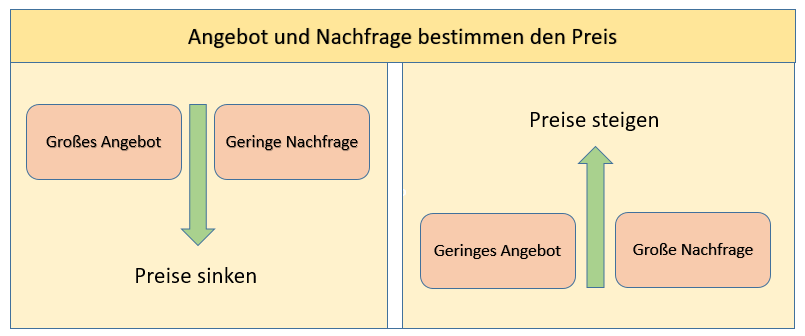 Angebot und Nachfrage bestimmen den Preis
Großes Angebot
Geringe Nachfrage
Preise sinken
Preise steigen
Geringes Angebot
Große Nachfrage